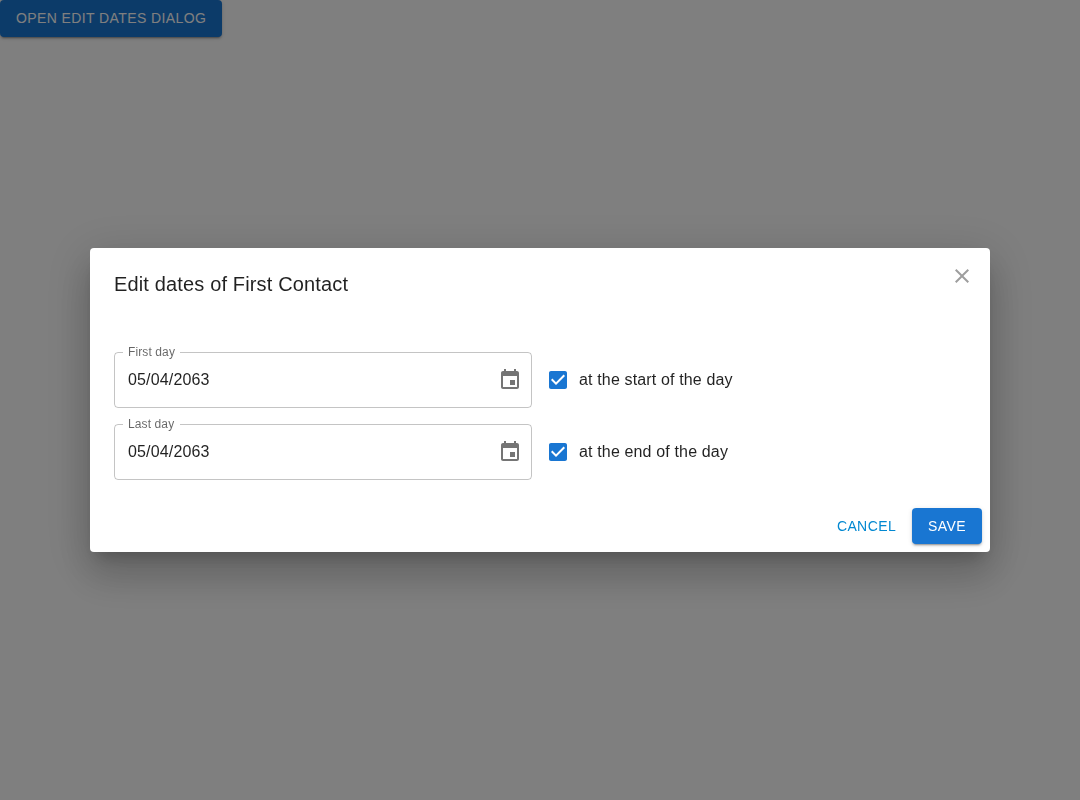 OPEN EDIT DATES DIALOG
Edit dates of First Contact
First day
05/04/2063
at the start of the day
Last day
05/04/2063
at the end of the day
CANCEL
SAVE